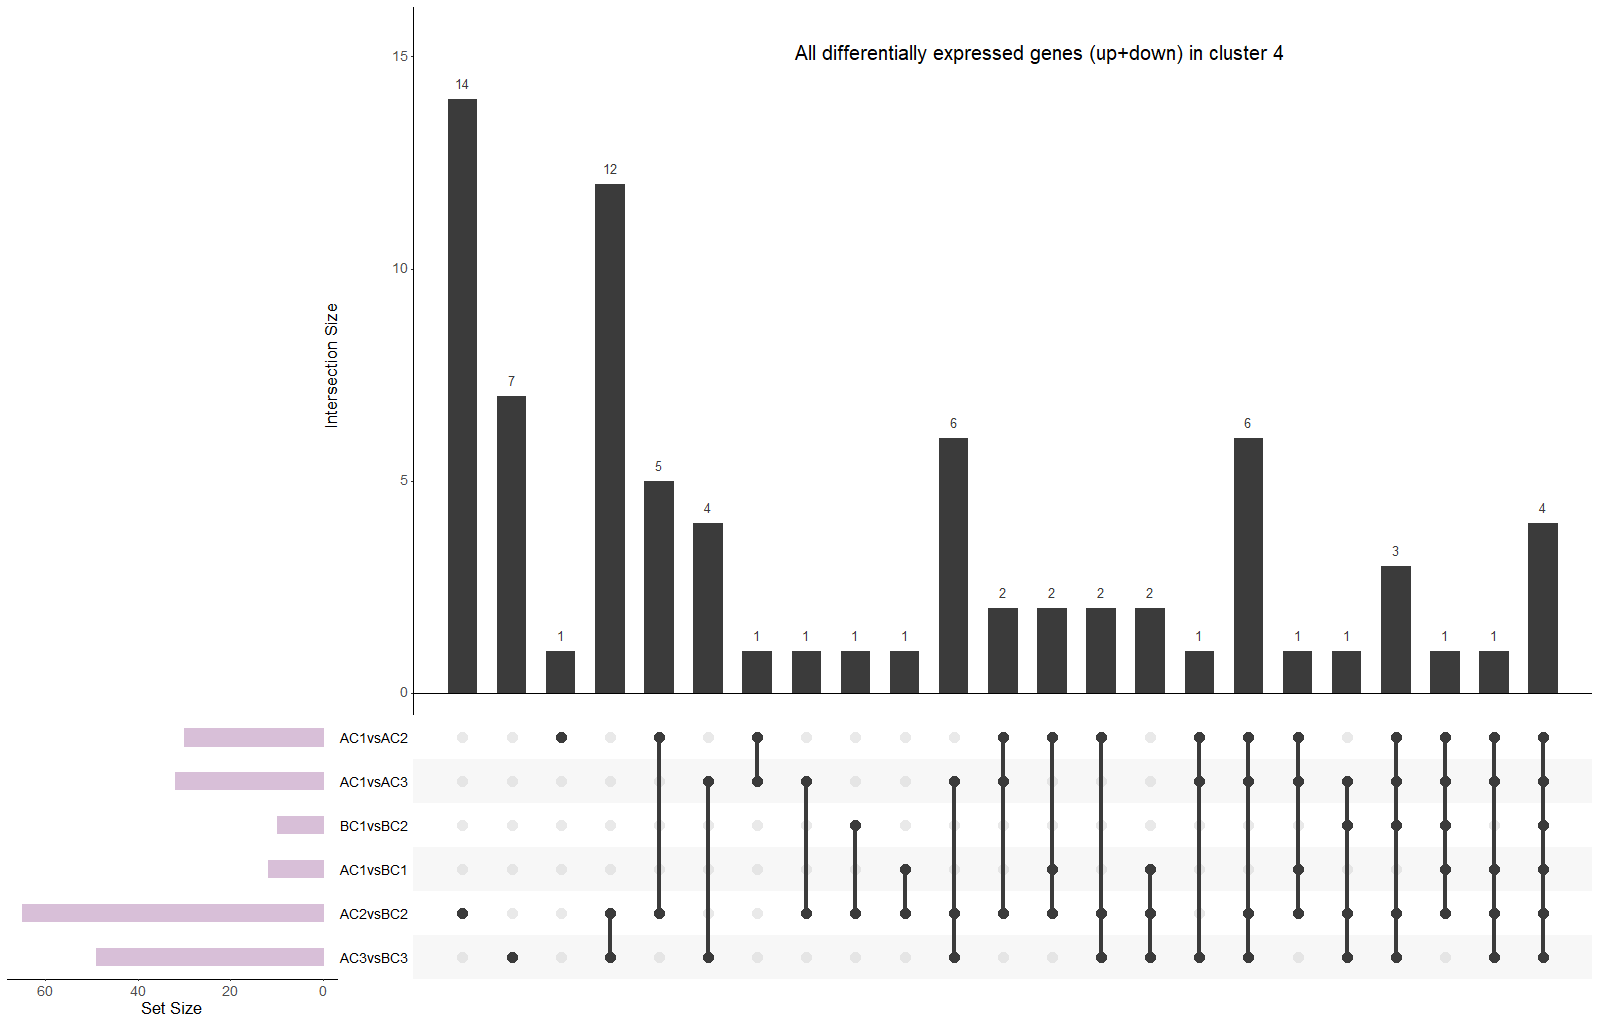 All differentially expressed genes (up+down) in cluster 4
15
10
5
0
Intersection Size
14
7
1
12
5
4
1
1
1
1
6
2
2
2
2
1
6
1
1
3
1
1
4
AC1vsAC2
AC1vsAC3
BC1vsBC2
AC1vsBC1
AC2vsBC2
AC3vsBC3
60 40 20 0
Set Size